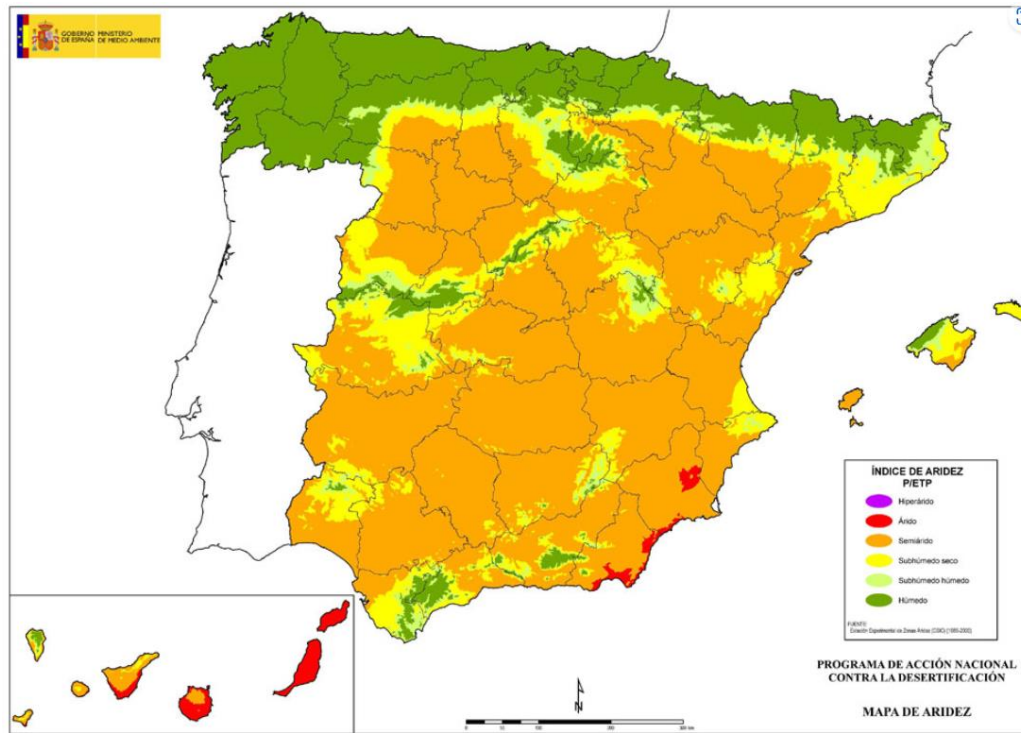 GOBIERNO MINISTERIO
DE ESPAÑA DE MEDIO AMBIENTE
ÍNDICE DE ARIDEZ
P/ETP
Hiperárido
Árido
Semiárido
Subhúmedo seco
Subhúmedo húmedo
Húmedo
FUENTE:
PROGRAMA DE ACCIÓN NACIONAL
CONTRA LA DESERTIFICACIÓN
MAPA DE ARIDEZ
N